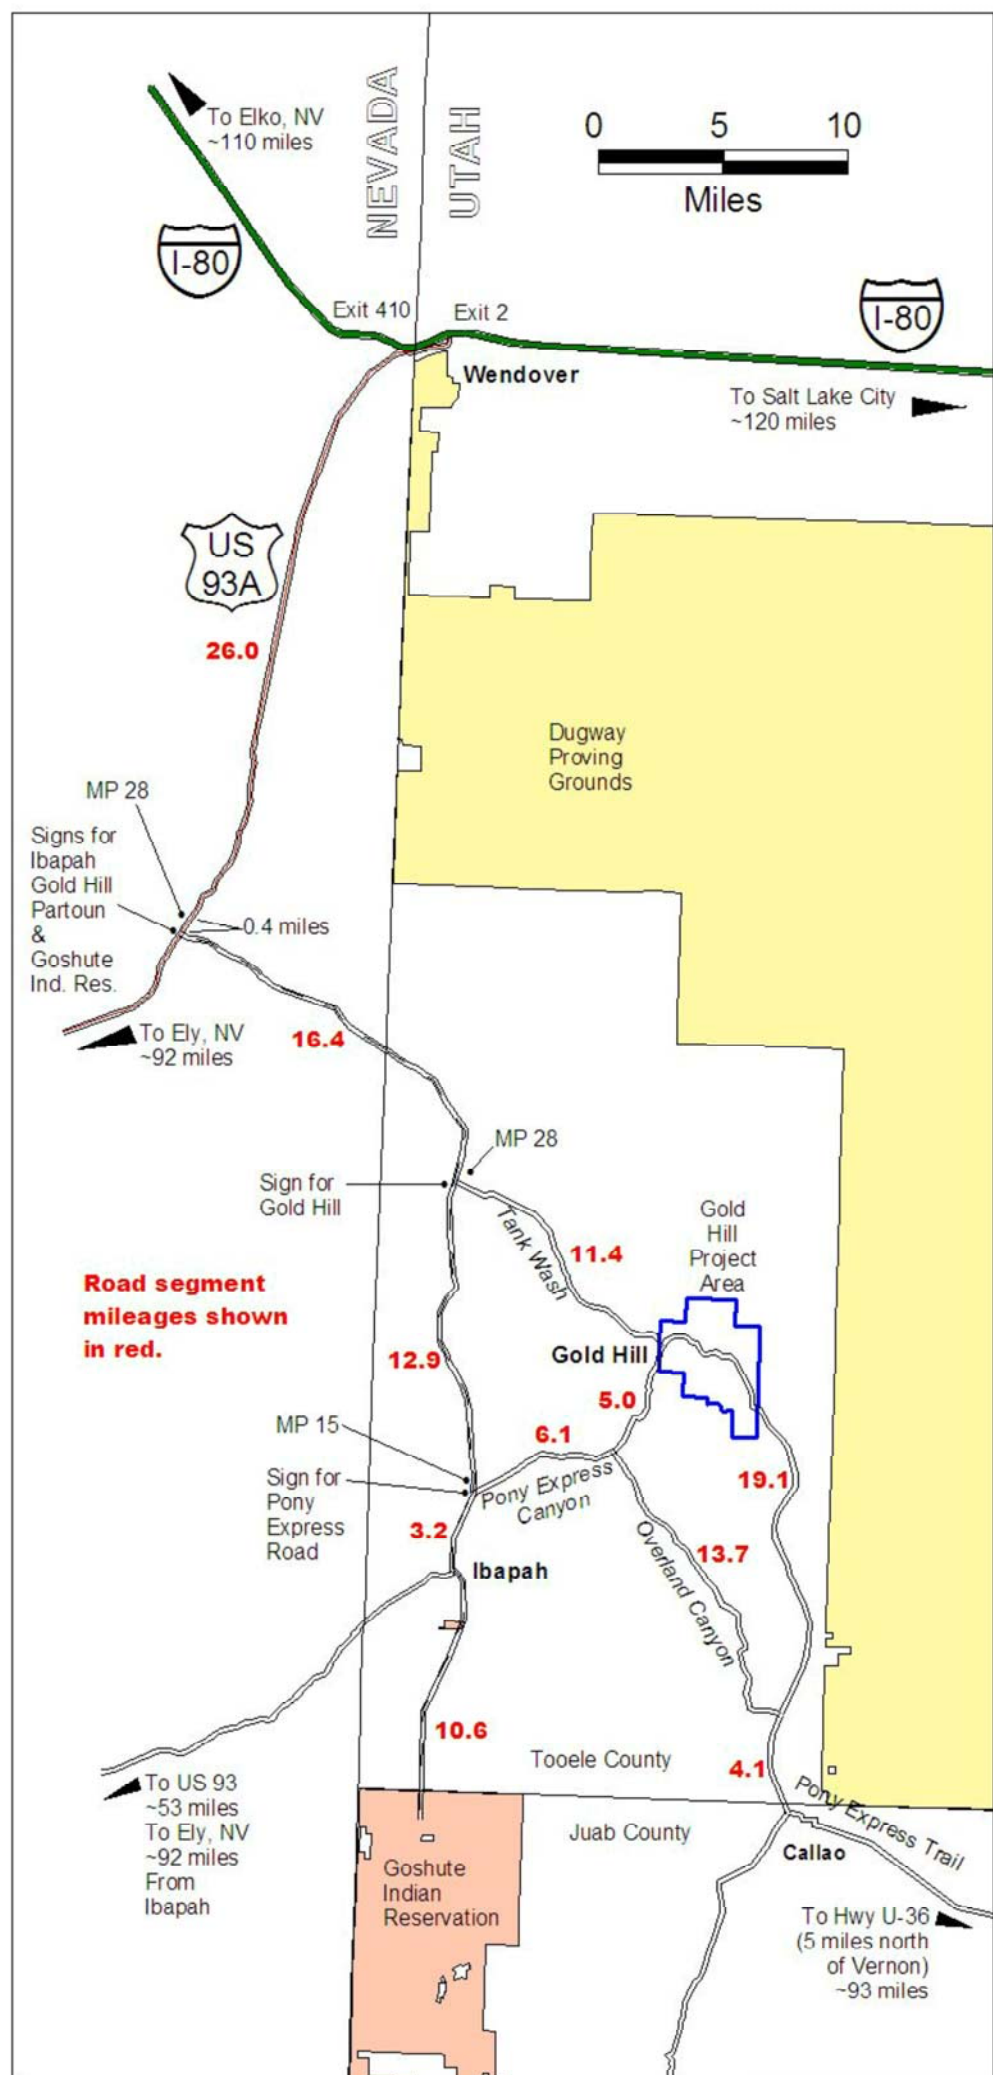 To Elko, NV
~110 miles
NEVADA
UTAH
0 5 10
Miles
I-80
Exit 410
Exit 2
I-80
Wendover
To Salt Lake City
~120 miles
US
93A
26.0
Dugway
Proving
Grounds
MP 28
Signs for
Ibapah
Gold Hill
Partoun
&
Goshute
Ind. Res.
0.4 miles
To Ely, NV
~92 miles
16.4
MP 28
Sign for
Gold Hill
Tank Wash
11.4
Gold
Hill
Project
Area
Road segment
mileages shown
in red.
12.9
Gold Hill
5.0
6.1
MP 15
Sign for
Pony
Express
Road
Pony Express
Canyon
19.1
3.2
Ibapah
Overland Canyon
13.7
10.6
Tooele County
4.1
To US 93
~53 miles
To Ely, NV
~92 miles
From
Ibapah
Juab County
Pony Express Trail
Callao
Goshute
Indian
Reservation
To Hwy U-36
(5 miles north
of Vernon)
~93 miles